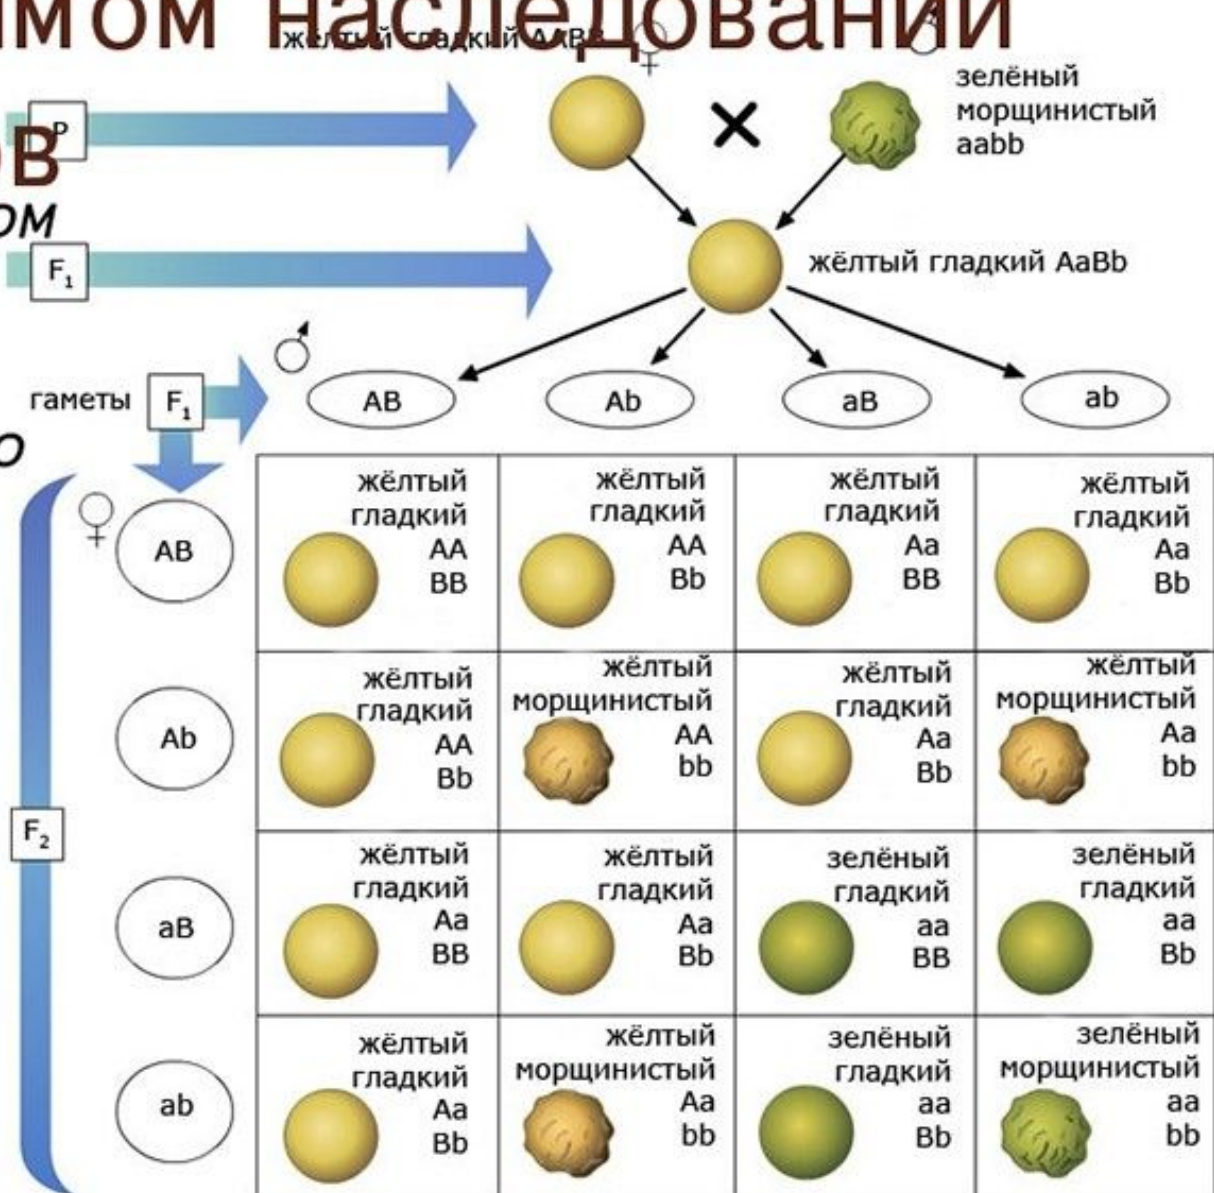 мом наследовании
жёлтый гладкий AABB
♀
♂
зелёный
морщинистый
aabb
P
ов
ом
F₁
жёлтый гладкий AaBb
♂
гаметы
F₁
AB
Ab
aB
ab
о
♀
AB
жёлтый
гладкий
AA
BB
жёлтый
гладкий
AA
Bb
жёлтый
гладкий
Aa
BB
жёлтый
гладкий
Aa
Bb
Ab
жёлтый
гладкий
AA
Bb
жёлтый
морщинистый
AA
bb
жёлтый
гладкий
Aa
Bb
жёлтый
морщинистый
Aa
bb
F₂
aB
жёлтый
гладкий
Aa
BB
жёлтый
гладкий
Aa
Bb
зелёный
гладкий
aa
BB
зелёный
гладкий
aa
Bb
ab
жёлтый
гладкий
Aa
Bb
жёлтый
морщинистый
Aa
bb
зелёный
гладкий
aa
Bb
зелёный
морщинистый
aa
bb